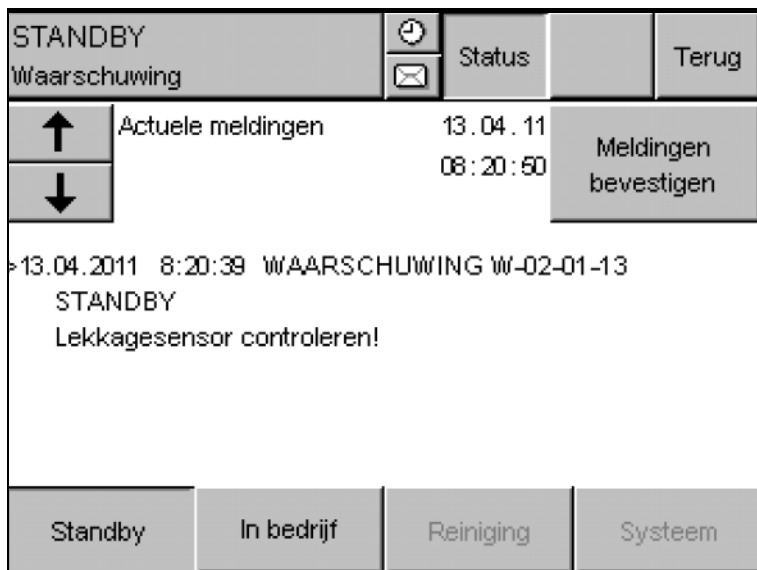 STANDBY
Waarschuwing
Status
Terug
Actuele meldingen
13.04.11
08:20:50
Meldingen
bevestigen
>13.04.2011 8:20:39 WAARSCHUWING W-02-01-13
STANDBY
Lekkagesensor controleren!
Standby
In bedrijf
Reiniging
Systeem